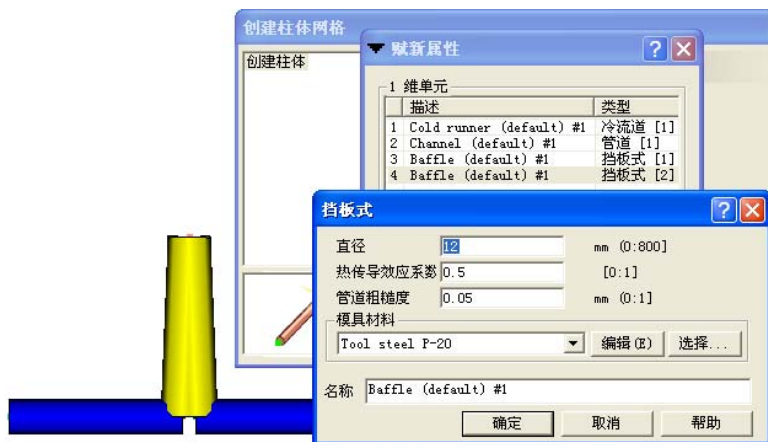 创建柱体网格
创建柱体
赋新属性
1 维单元
描述 类型
1 Cold runner (default) #1 冷流道 [1]
2 Channel (default) #1 管道 [1]
3 Baffle (default) #1 挡板式 [1]
4 Baffle (default) #1 挡板式 [2]
挡板式
直径 12 mm (0:800]
热传导效应系数 0.5 [0:1]
管道粗糙度 0.05 mm (0:1]
模具材料
Tool steel P-20 编辑(E) 选择...
名称 Baffle (default) #1
确定 取消 帮助